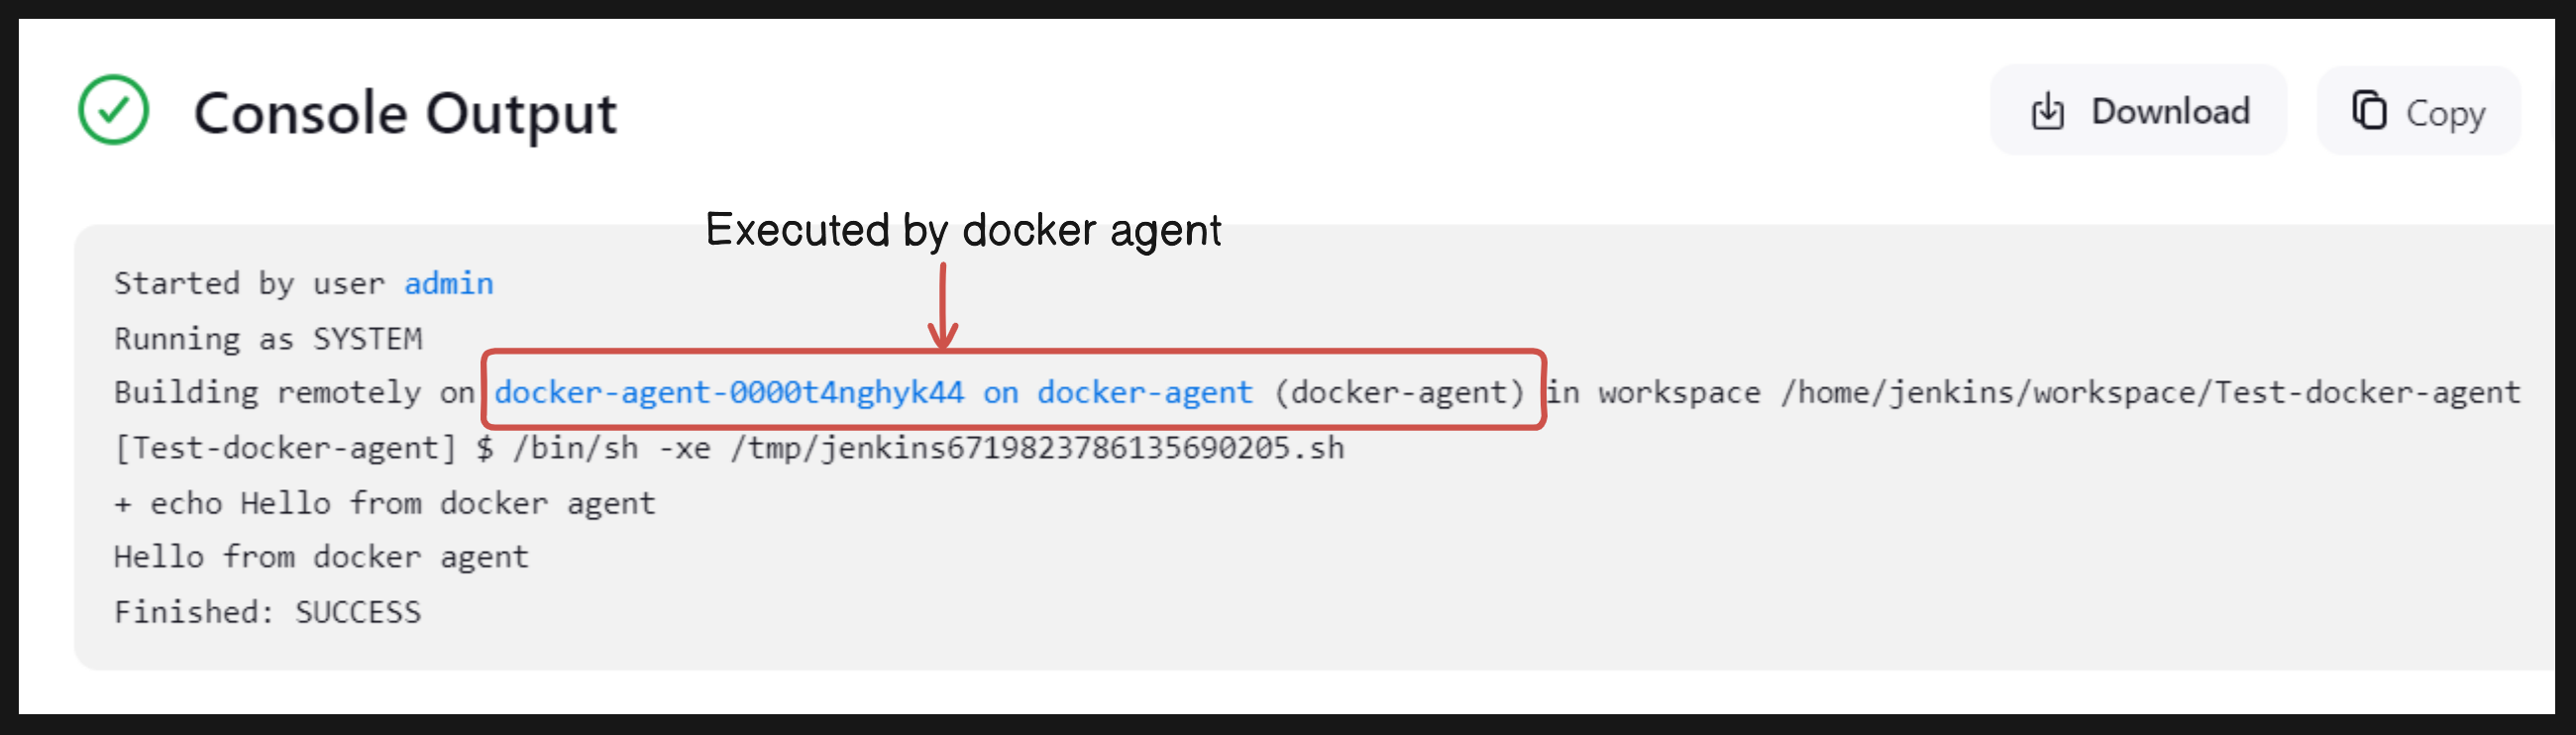 Console Output
Download
Copy
Executed by docker agent
Started by user admin
Running as SYSTEM
Building remotely on docker-agent-0000t4nghyk44 on docker-agent (docker-agent) in workspace /home/jenkins/workspace/Test-docker-agent
[Test-docker-agent] $ /bin/sh -xe /tmp/jenkins6719823786135690205.sh
+ echo Hello from docker agent
Hello from docker agent
Finished: SUCCESS